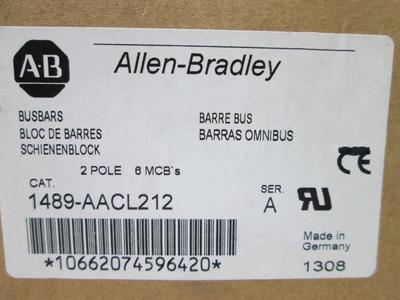 A-B
Allen-Bradley
BUSBARS
BLOC DE BARRES
SCHIENENBLOCK
BARRE BUS
BARRAS OMNIBUS
2 POLE 6 MCB's
CAT.
1489-AACL212
SER.
A
CE
RU
*10662074596420*
Made in
Germany
1308